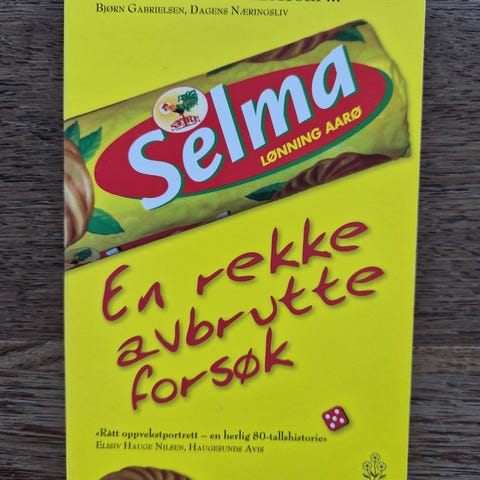 BJØRN GABRIELSEN, DAGENS NÆRINGSLIV
SÆTRE
Selma
LØNNING AARØ
En rekke
avbrutte
forsøk
«Rått oppvekstportrett – en herlig 80-tallshistorie»
ELISIV HAUGE NILSEN, HAUGESUNDS AVIS